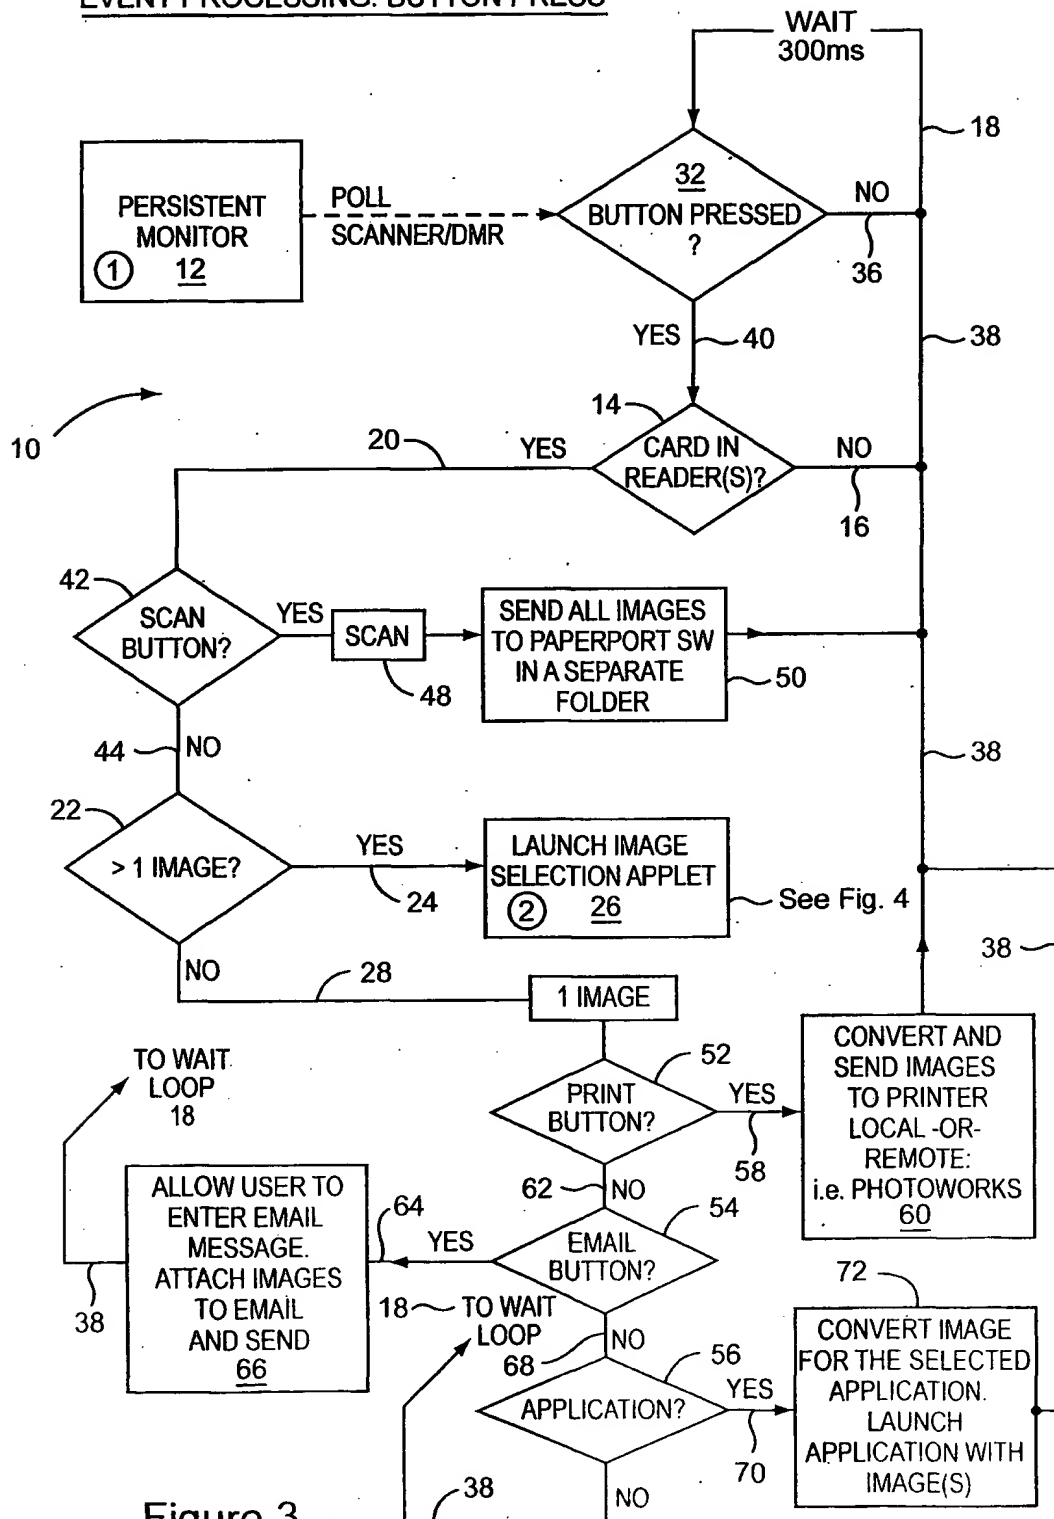 EVENT PROCESSING: BUTTON PRESS
WAIT
300ms
18
32
BUTTON PRESSED
?
NO
36
PERSISTENT
MONITOR
1
12
POLL
SCANNER/DMR
YES
40
38
10
14
CARD IN
READER(S)?
20
YES
NO
16
42
SCAN
BUTTON?
YES
SCAN
48
SEND ALL IMAGES
TO PAPERPORT SW
IN A SEPARATE
FOLDER
50
44
NO
38
22
> 1 IMAGE?
YES
24
LAUNCH IMAGE
SELECTION APPLET
2
26
See Fig. 4
38
NO
28
1 IMAGE
TO WAIT
LOOP
18
52
PRINT
BUTTON?
YES
58
CONVERT AND
SEND IMAGES
TO PRINTER
LOCAL -OR-
REMOTE:
i.e. PHOTOWORKS
60
62
NO
54
EMAIL
BUTTON?
YES
64
ALLOW USER TO
ENTER EMAIL
MESSAGE.
ATTACH IMAGES
TO EMAIL
AND SEND
66
38
18
TO WAIT
LOOP
68
NO
56
APPLICATION?
YES
70
72
CONVERT IMAGE
FOR THE SELECTED
APPLICATION.
LAUNCH
APPLICATION WITH
IMAGE(S)
38
NO
Figure 3